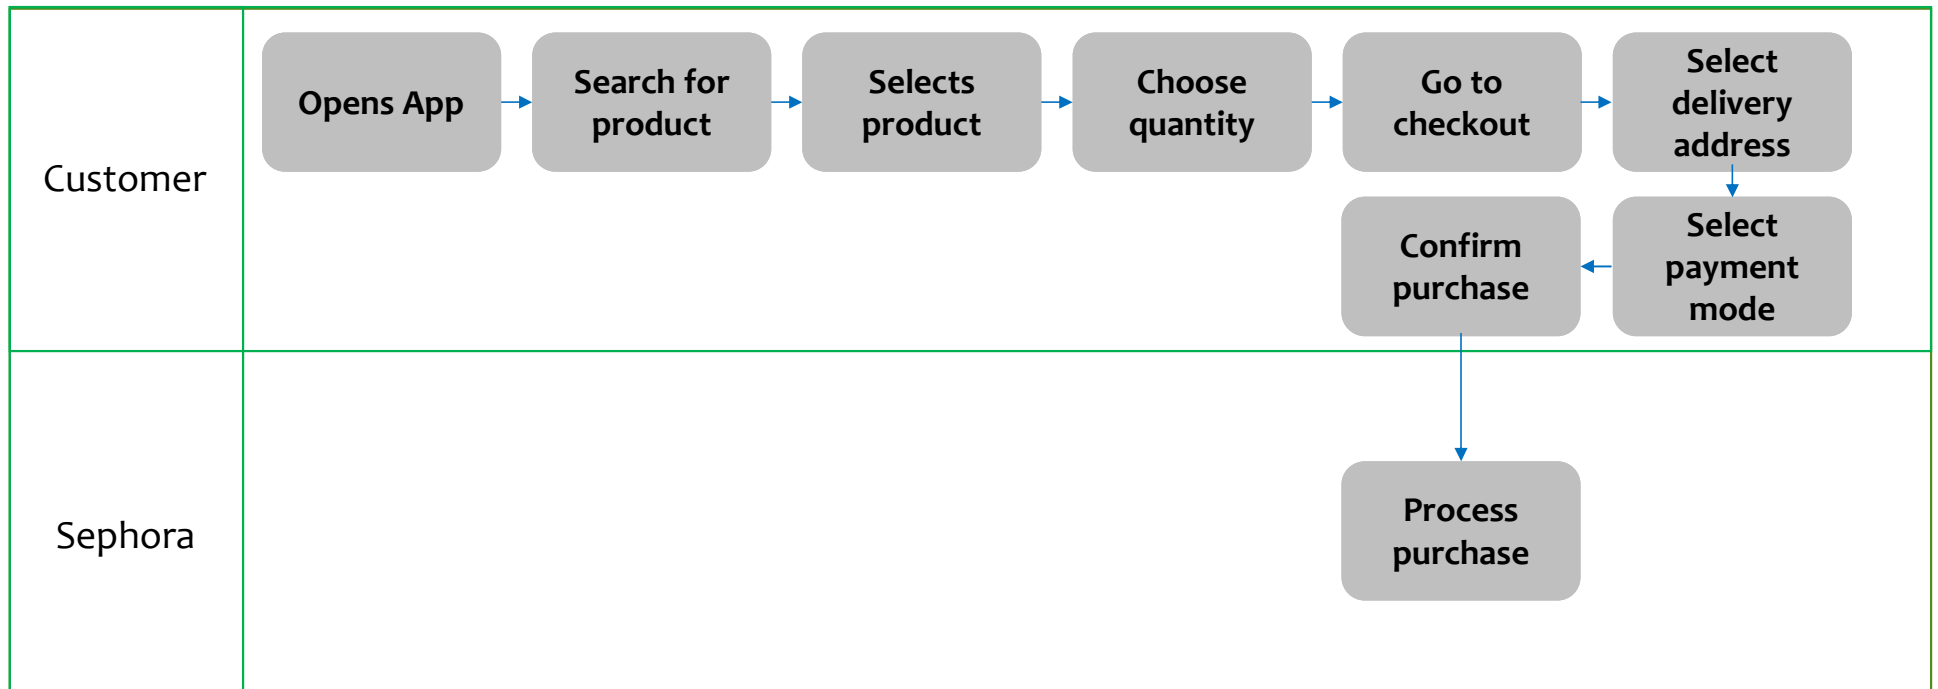 Customer
Opens App
Search for
product
Selects
product
Choose
quantity
Go to
checkout
Select
delivery
address
Select
payment
mode
Confirm
purchase
Sephora
Process
purchase